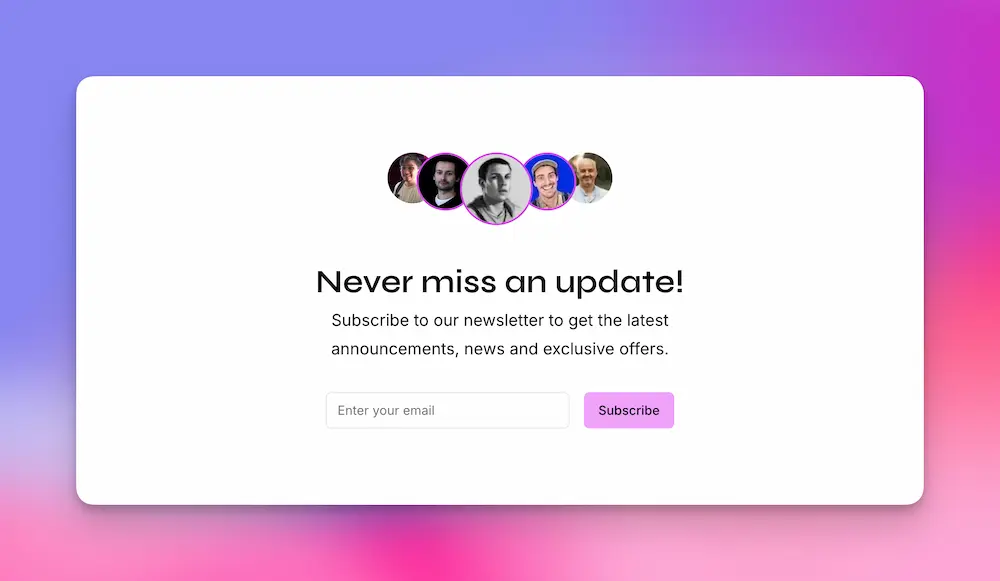 Never miss an update!
Subscribe to our newsletter to get the latest
announcements, news and exclusive offers.
Enter your email
Subscribe